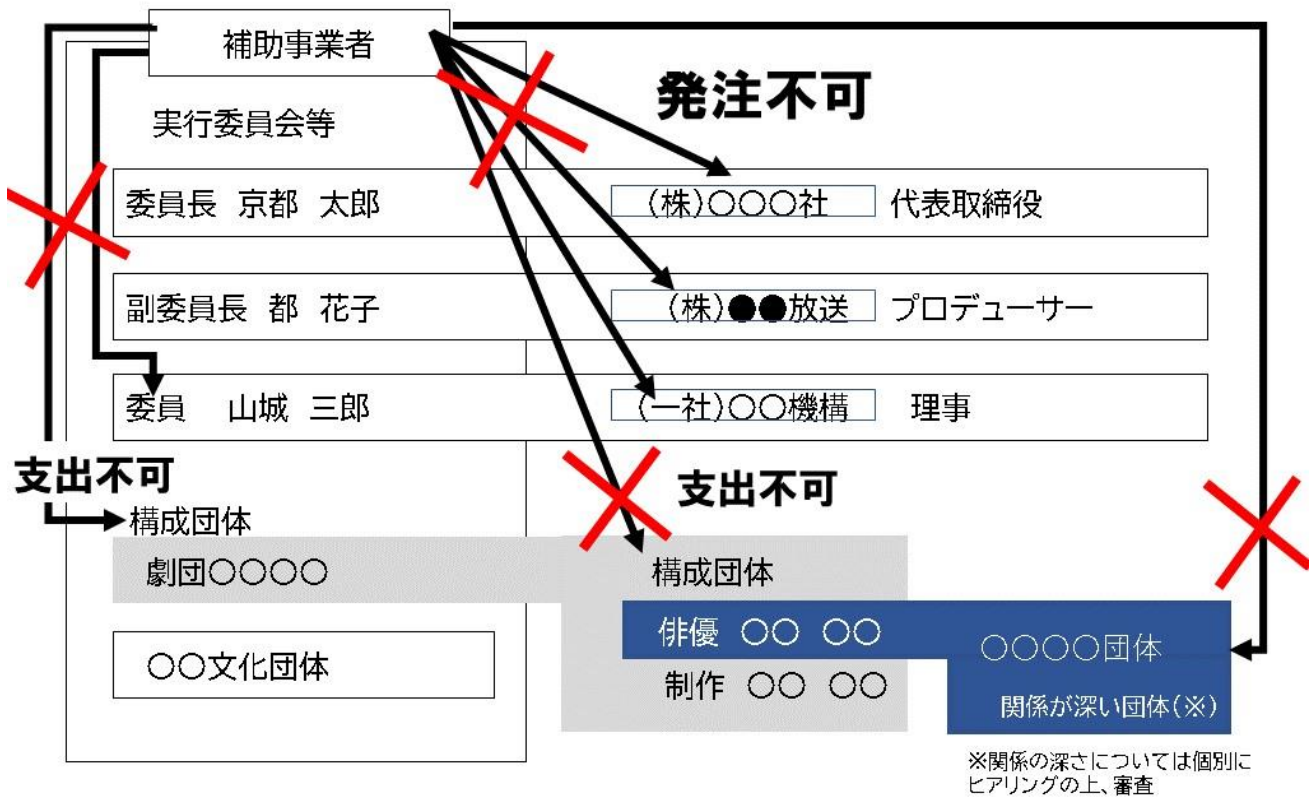 補助事業者
発注不可
実行委員会等
委員長 京都 太郎 (株)○○○社 代表取締役
副委員長 都 花子 (株)●●放送 プロデューサー
委員 山城 三郎 (一社)○○機構 理事
支出不可
支出不可
構成団体
劇団○○○○
構成団体
俳優 ○○ ○○
○○○○団体
○○文化団体
制作 ○○ ○○
関係が深い団体(※)
※関係の深さについては個別に
ヒアリングの上、審査